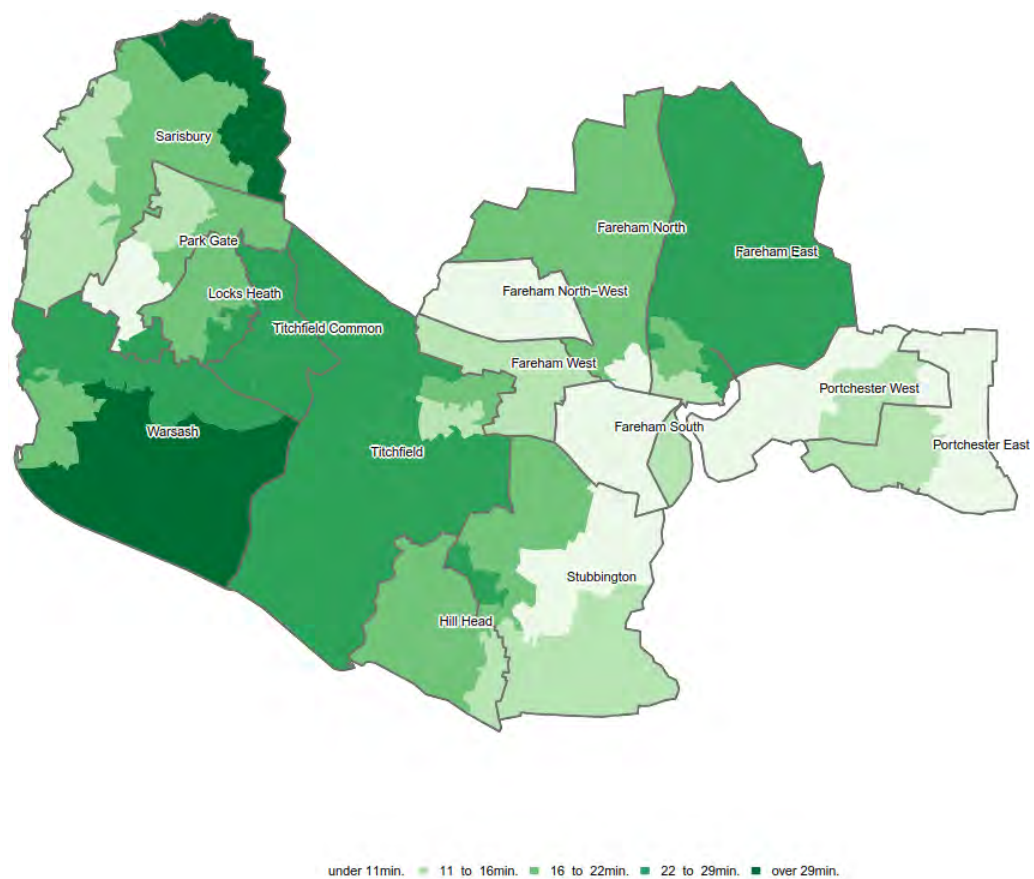 Sarisbury
Park Gate
Fareham North
Fareham East
Locks Heath
Fareham North-West
Titchfield Common
Fareham West
Portchester West
Warsash
Titchfield
Fareham South
Portchester East
Stubbington
Hill Head
under 11min. 11 to 16min. 16 to 22min. 22 to 29min. over 29min.